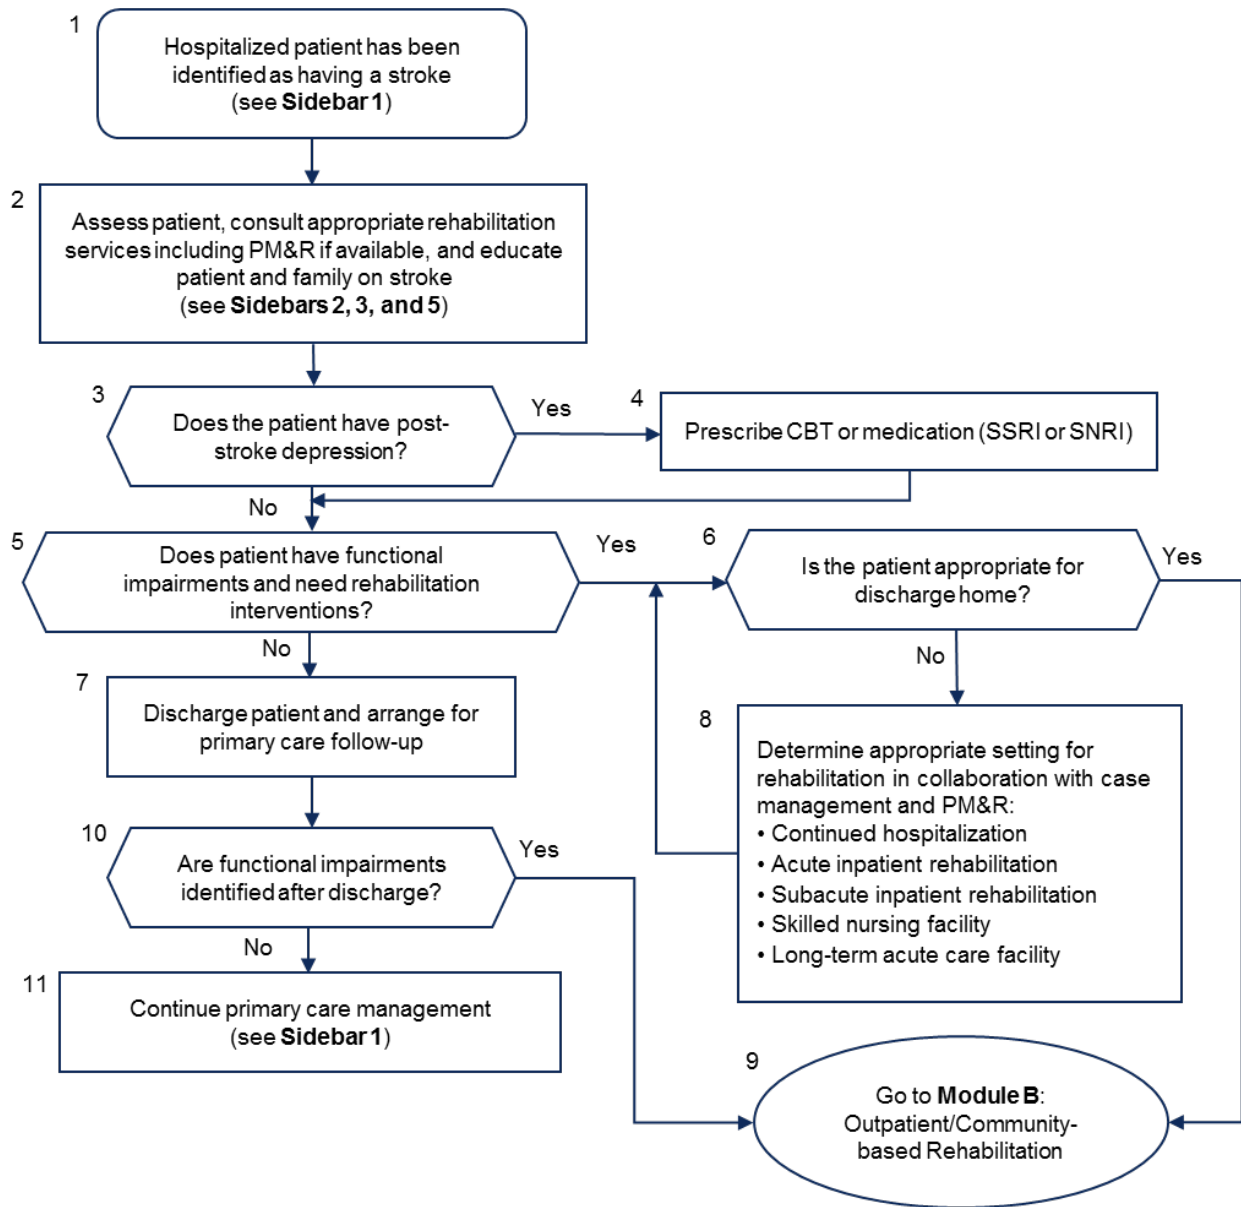 1
Hospitalized patient has been
identified as having a stroke
(see Sidebar 1)
2
Assess patient, consult appropriate rehabilitation
services including PM&R if available, and educate
patient and family on stroke
(see Sidebars 2, 3, and 5)
3
Does the patient have post-
stroke depression?
Yes
4
Prescribe CBT or medication (SSRI or SNRI)
No
5
Does patient have functional
impairments and need rehabilitation
interventions?
Yes
6
Is the patient appropriate for
discharge home?
Yes
No
No
7
Discharge patient and arrange for
primary care follow-up
8
Determine appropriate setting for
rehabilitation in collaboration with case
management and PM&R:
• Continued hospitalization
• Acute inpatient rehabilitation
• Subacute inpatient rehabilitation
• Skilled nursing facility
• Long-term acute care facility
10
Are functional impairments
identified after discharge?
Yes
No
11
Continue primary care management
(see Sidebar 1)
9
Go to Module B:
Outpatient/Community-
based Rehabilitation